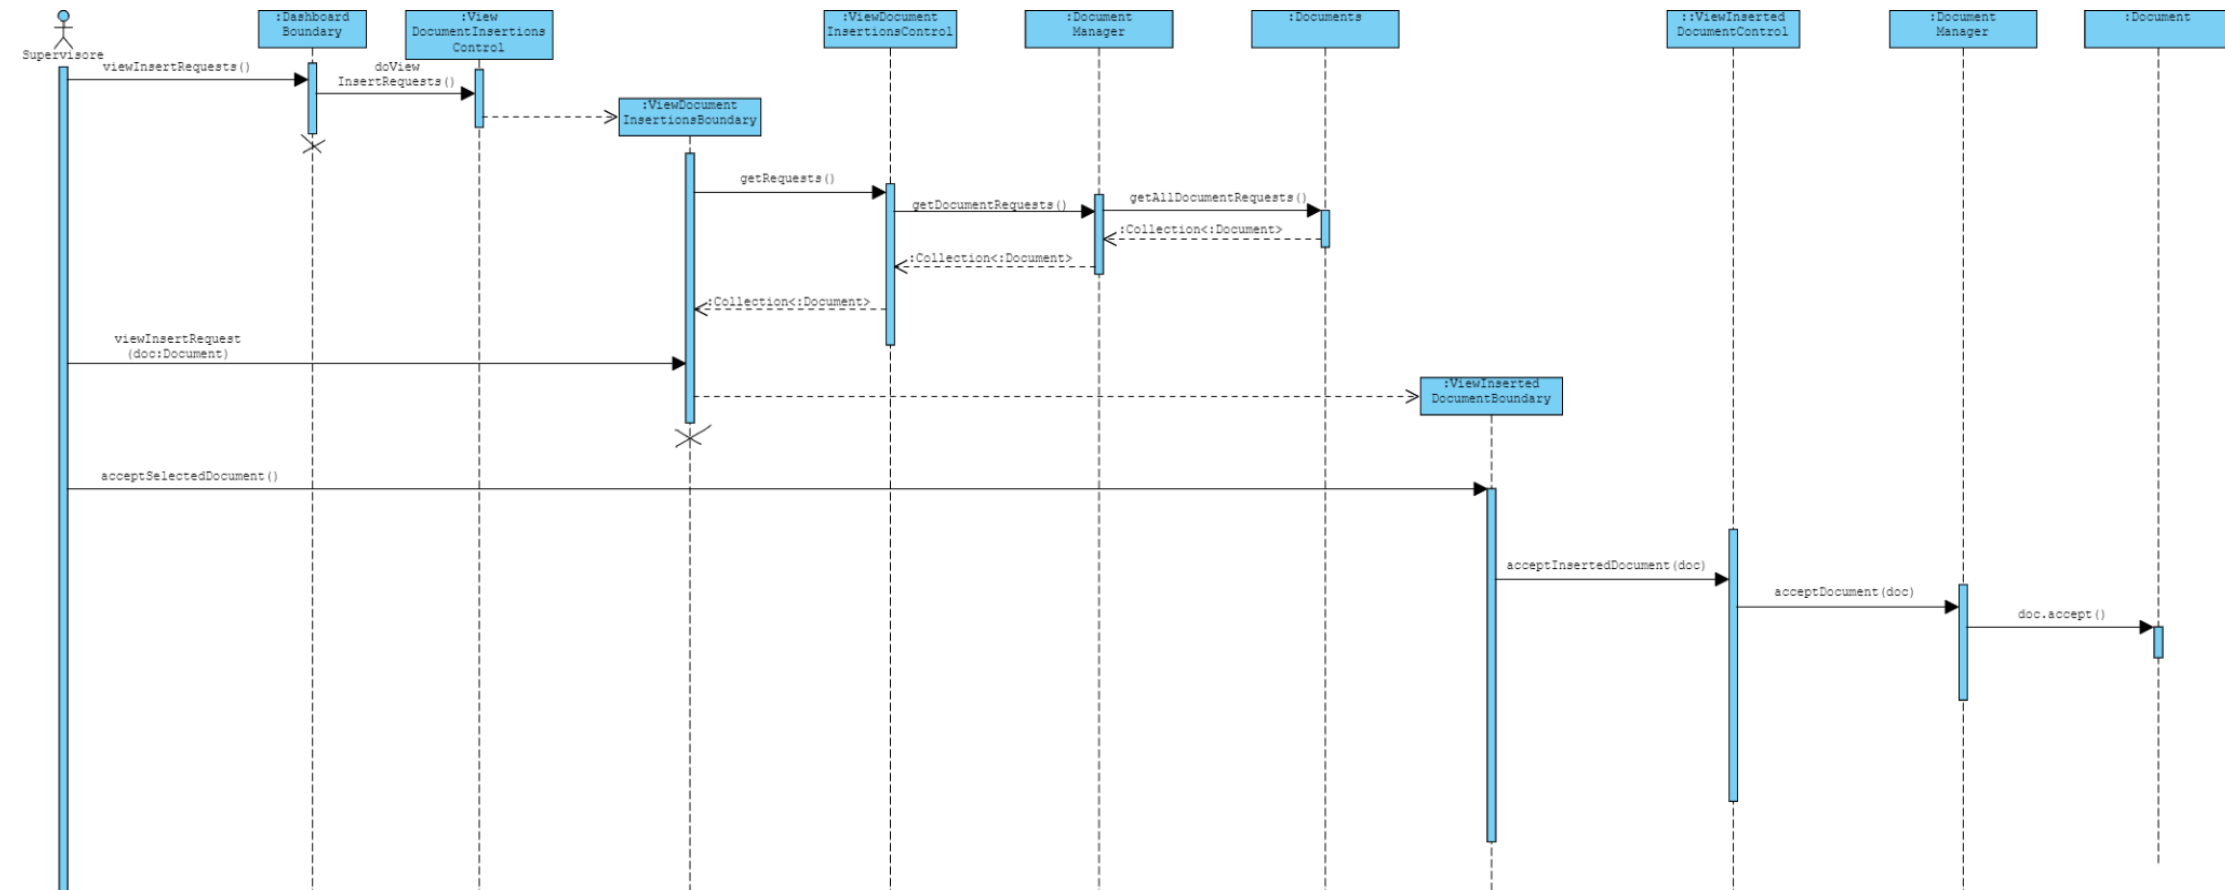 :Dashboard
Boundary
:View
DocumentInsertions
Control
:ViewDocument
InsertionsControl
:Document
Manager
:Documents
::ViewInserted
DocumentControl
:Document
Manager
:Document
Supervisore
viewInsertRequests()
doView
InsertRequests()
:ViewDocument
InsertionsBoundary
getRequests()
getDocumentRequests()
getAllDocumentRequests()
:Collection<:Document>
:Collection<:Document>
:Collection<:Document>
viewInsertRequest
(doc:Document)
:ViewInserted
DocumentBoundary
acceptSelectedDocument()
acceptInsertedDocument(doc)
acceptDocument(doc)
doc.accept()